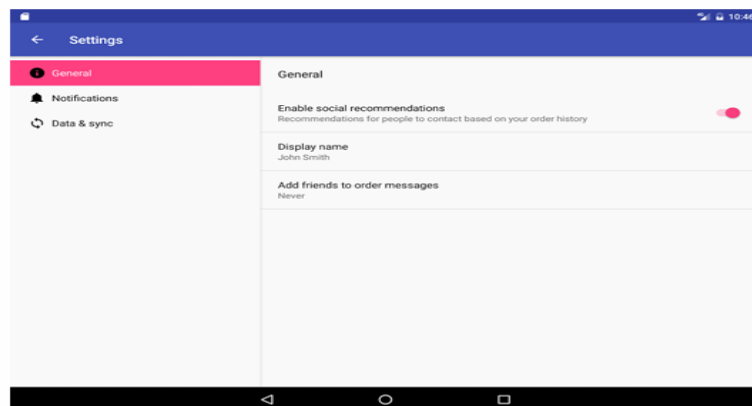 10:46
Settings
General
Notifications
Data & sync
General
Enable social recommendations
Recommendations for people to contact based on your order history
Display name
John Smith
Add friends to order messages
Never